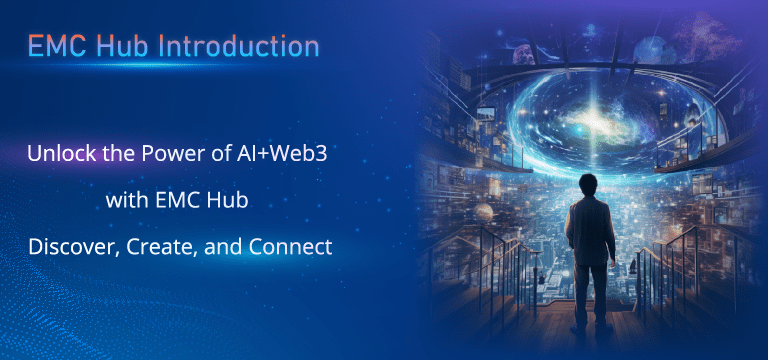 EMC Hub Introduction
Unlock the Power of AI+Web3
with EMC Hub
Discover, Create, and Connect